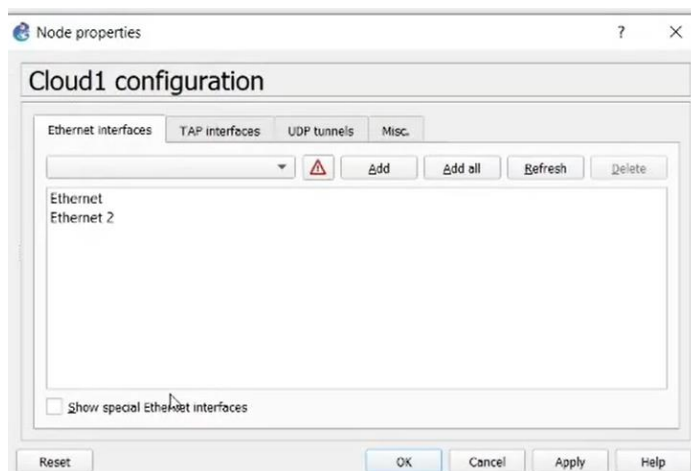 Node properties ? X
Cloud1 configuration
Ethernet interfaces TAP interfaces UDP tunnels Misc.
Add Add all Refresh Delete
Ethernet
Ethernet 2
Show special Ethernet interfaces
Reset OK Cancel Apply Help